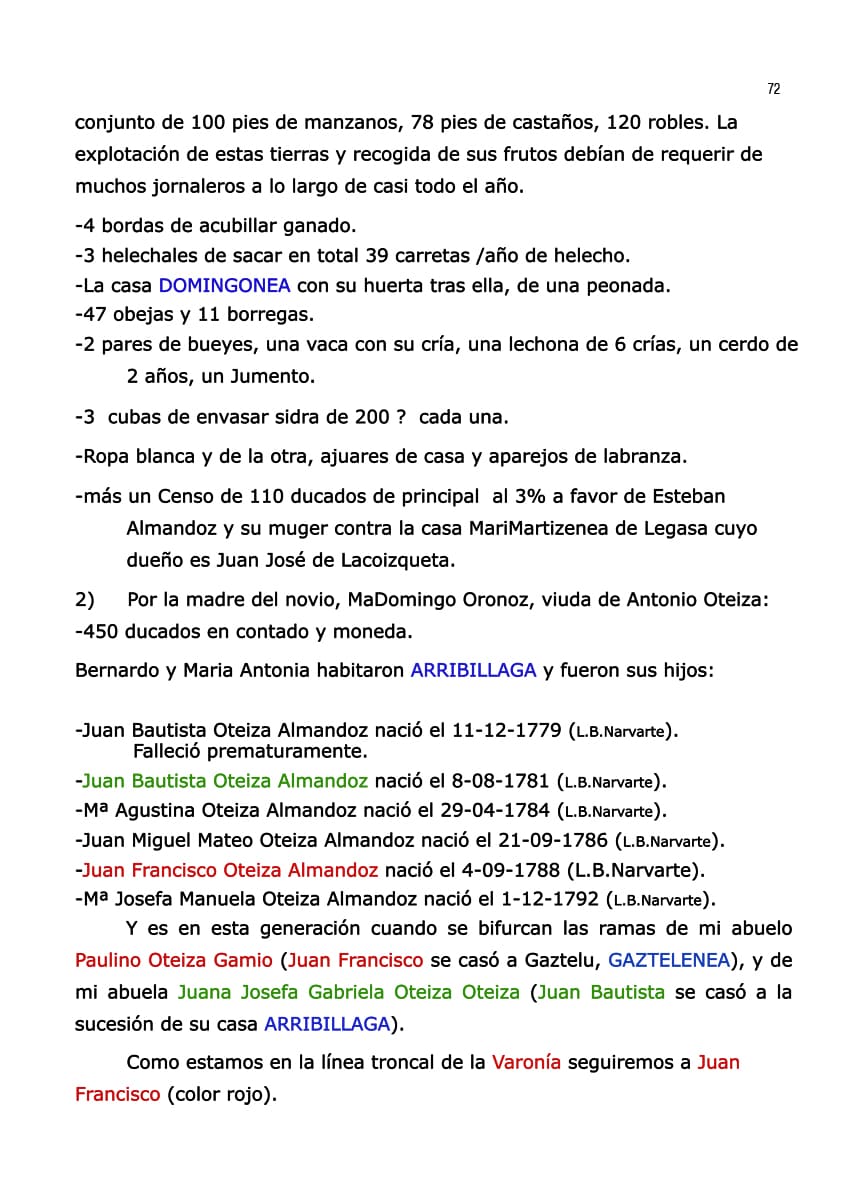 72
conjunto de 100 pies de manzanos, 78 pies de castaños, 120 robles. La
explotación de estas tierras y recogida de sus frutos debían de requerir de
muchos jornaleros a lo largo de casi todo el año.
-4 bordas de acubillar ganado.
-3 helechales de sacar en total 39 carretas /año de helecho.
-La casa DOMINGONEA con su huerta tras ella, de una peonada.
-47 obejas y 11 borregas.
-2 pares de bueyes, una vaca con su cría, una lechona de 6 crías, un cerdo de
2 años, un Jumento.
-3 cubas de envasar sidra de 200 ? cada una.
-Ropa blanca y de la otra, ajuares de casa y aparejos de labranza.
-más un Censo de 110 ducados de principal al 3% a favor de Esteban
Almandoz y su muger contra la casa MariMartizenea de Legasa cuyo
dueño es Juan José de Lacoizqueta.
2) Por la madre del novio, MaDomingo Oronoz, viuda de Antonio Oteiza:
-450 ducados en contado y moneda.
Bernardo y Maria Antonia habitaron ARRIBILLAGA y fueron sus hijos:
-Juan Bautista Oteiza Almandoz nació el 11-12-1779 (L.B.Narvarte).
Falleció prematuramente.
-Juan Bautista Oteiza Almandoz nació el 8-08-1781 (L.B.Narvarte).
-Mª Agustina Oteiza Almandoz nació el 29-04-1784 (L.B.Narvarte).
-Juan Miguel Mateo Oteiza Almandoz nació el 21-09-1786 (L.B.Narvarte).
-Juan Francisco Oteiza Almandoz nació el 4-09-1788 (L.B.Narvarte).
-Mª Josefa Manuela Oteiza Almandoz nació el 1-12-1792 (L.B.Narvarte).
Y es en esta generación cuando se bifurcan las ramas de mi abuelo
Paulino Oteiza Gamio (Juan Francisco se casó a Gaztelu, GAZTELENEA), y de
mi abuela Juana Josefa Gabriela Oteiza Oteiza (Juan Bautista se casó a la
sucesión de su casa ARRIBILLAGA).
Como estamos en la línea troncal de la Varonía seguiremos a Juan
Francisco (color rojo).